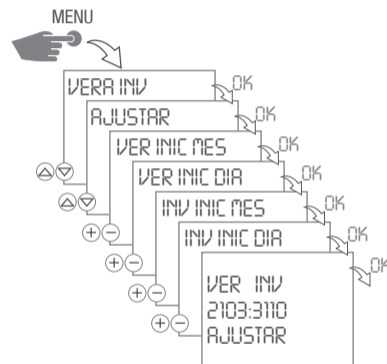 MENU
VERA INV
OK
AJUSTAR
OK
VER INIC MES
OK
VER INIC DIA
OK
INV INIC MES
OK
INV INIC DIA
OK
VER INV
2103:3110
AJUSTAR
OK